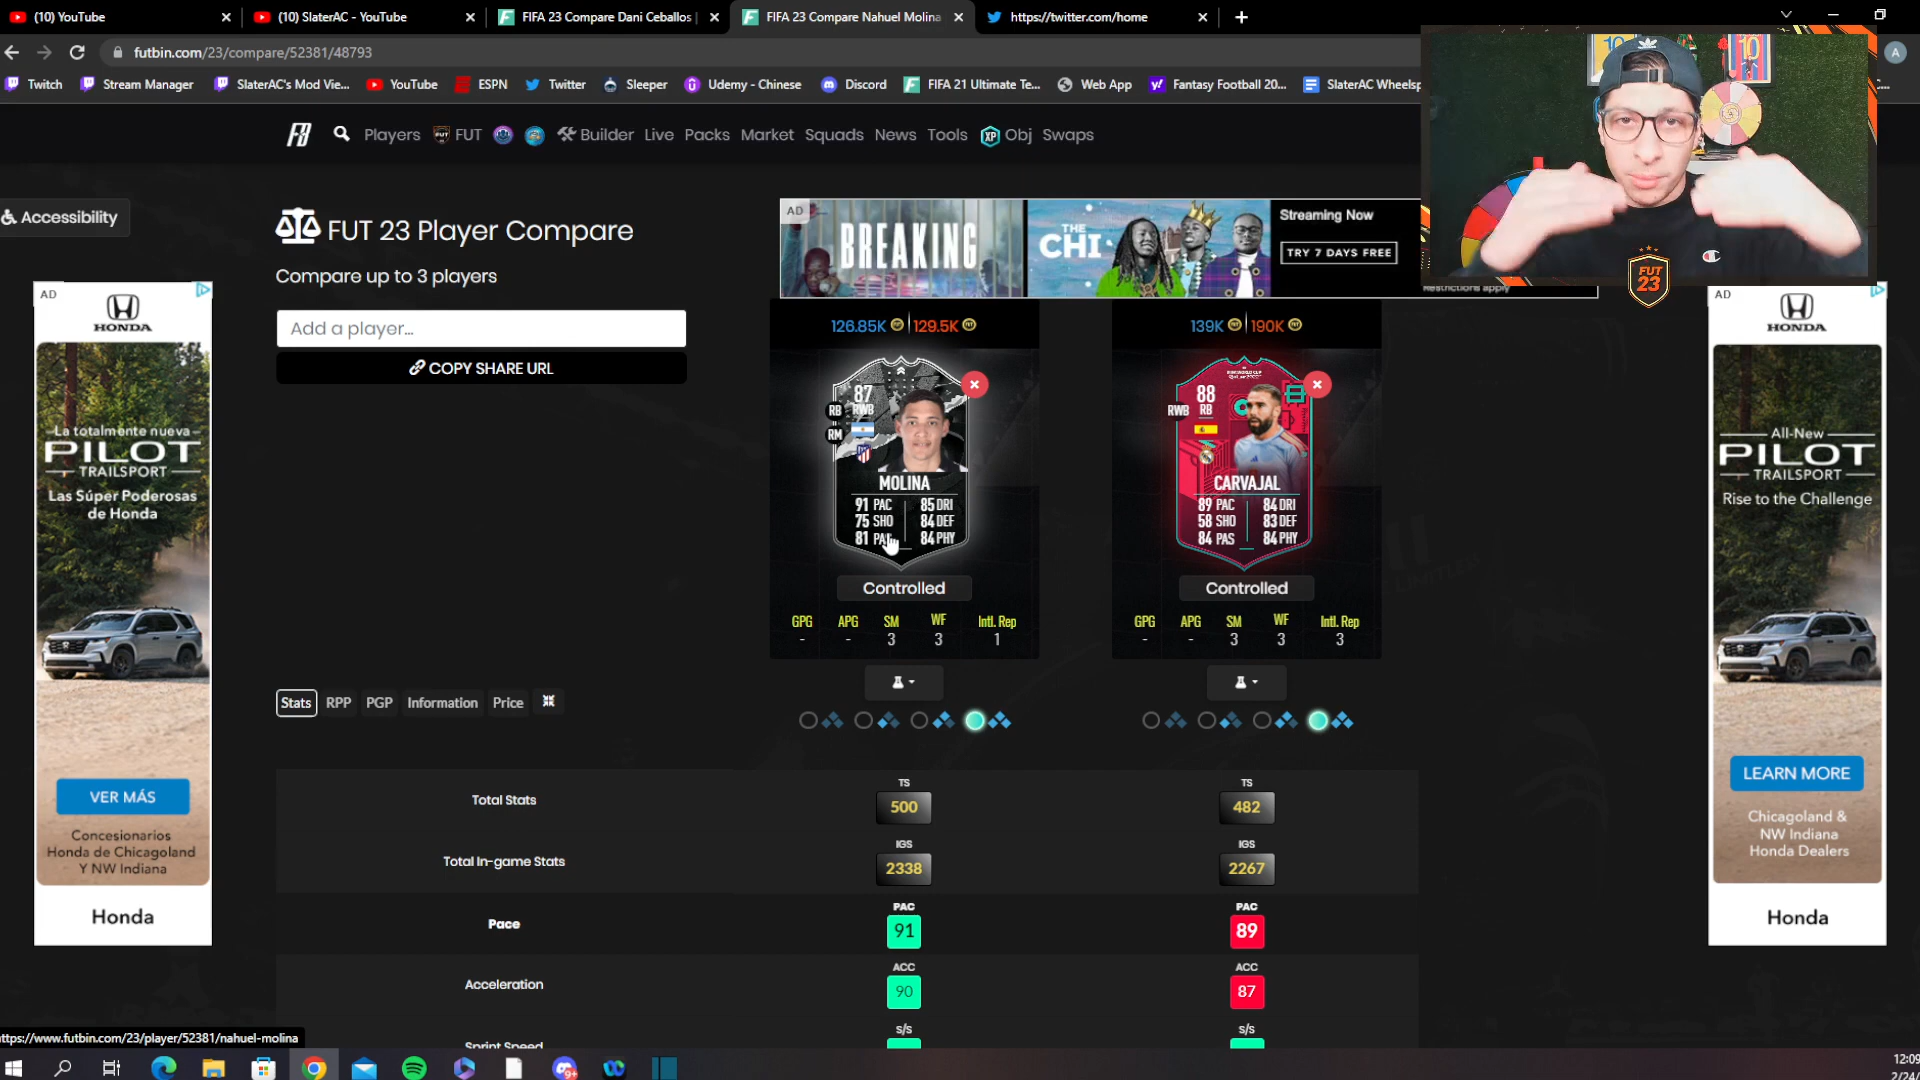 (10) YouTube
(10) SlaterAC - YouTube
FIFA 23 Compare Dani Ceballos
FIFA 23 Compare Nahuel Molina
https://twitter.com/home
futbin.com/23/compare/52381/48793
A
Twitch
Stream Manager
SlaterAC's Mod Vie...
YouTube
ESPN
Twitter
Sleeper
Udemy - Chinese
Discord
FIFA 21 Ultimate Te...
Web App
Fantasy Football 20...
SlaterAC Wheelsp
Players
FUT
Builder
Live
Packs
Market
Squads
News
Tools
XP
Obj
Swaps
Accessibility
FUT 23 Player Compare
Compare up to 3 players
Add a player...
COPY SHARE URL
AD
BREAKING
THE CHI
Streaming Now
TRY 7 DAYS FREE
Restrictions apply
10
10
FUT
23
AD
HONDA
La totalmente nueva
PILOT
TRAILSPORT
Las Súper Poderosas
de Honda
VER MÁS
Concesionarios
Honda de Chicagoland
Y NW Indiana
Honda
126.85K | 129.5K
87
RWB
RB
RM
MOLINA
91 PAC 85 DRI
75 SHO 84 DEF
81 PAS 84 PHY
Controlled
GPG APG SM WF Intl. Rep
- - 3 3 1
139K | 190K
88
RB
RWB
CARVAJAL
89 PAC 84 DRI
58 SHO 83 DEF
84 PAS 84 PHY
Controlled
GPG APG SM WF Intl. Rep
- - 3 3 3
AD
HONDA
All-New
PILOT
TRAILSPORT
Rise to the Challenge
LEARN MORE
Chicagoland &
NW Indiana
Honda Dealers
Honda
Stats RPP PGP Information Price
TS TS
Total Stats 500 482
IGS IGS
Total In-game Stats 2338 2267
PAC PAC
Pace 91 89
ACC ACC
Acceleration 90 87
S/S S/S
Sprint Speed
ttps://www.futbin.com/23/player/52381/nahuel-molina
9+
12:09
2/24/